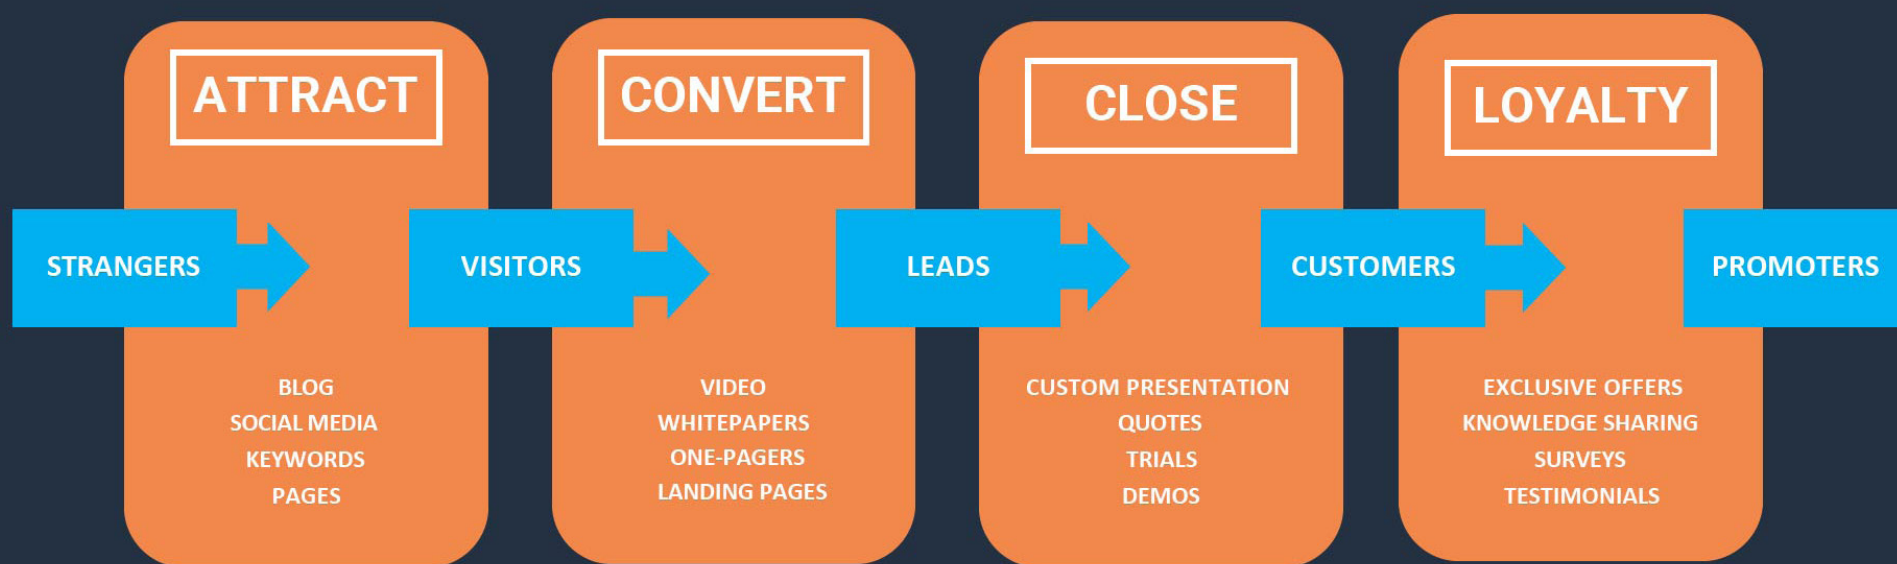 ATTRACT
CONVERT
CLOSE
LOYALTY
STRANGERS
VISITORS
LEADS
CUSTOMERS
PROMOTERS
BLOG
SOCIAL MEDIA
KEYWORDS
PAGES
VIDEO
WHITEPAPERS
ONE-PAGERS
LANDING PAGES
CUSTOM PRESENTATION
QUOTES
TRIALS
DEMOS
EXCLUSIVE OFFERS
KNOWLEDGE SHARING
SURVEYS
TESTIMONIALS